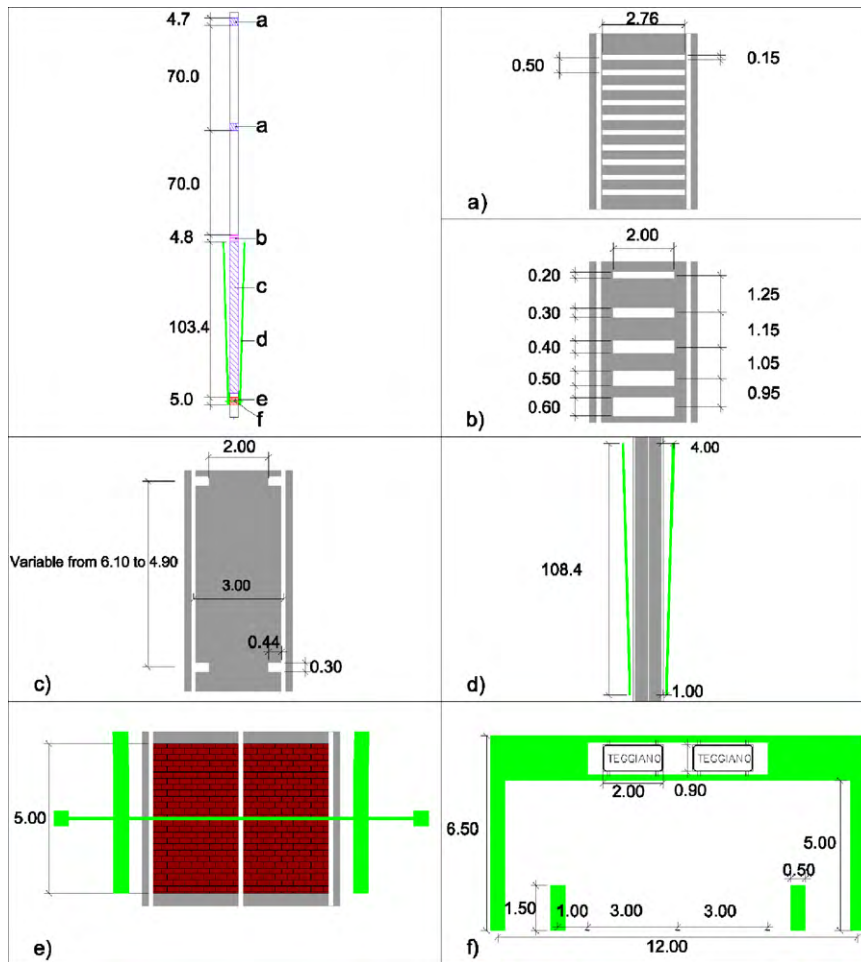 4.7
a
70.0
a
70.0
4.8
b
c
103.4
d
5.0
e
f
2.76
0.50
0.15
a)
2.00
0.20
1.25
0.30
1.15
0.40
1.05
0.50
0.95
0.60
b)
2.00
Variable from 6.10 to 4.90
3.00
0.44
0.30
c)
4.00
108.4
1.00
d)
5.00
e)
TEGGIANO TEGGIANO
2.00 0.90
6.50
5.00
0.50
1.50
1.00 3.00 3.00
12.00
f)